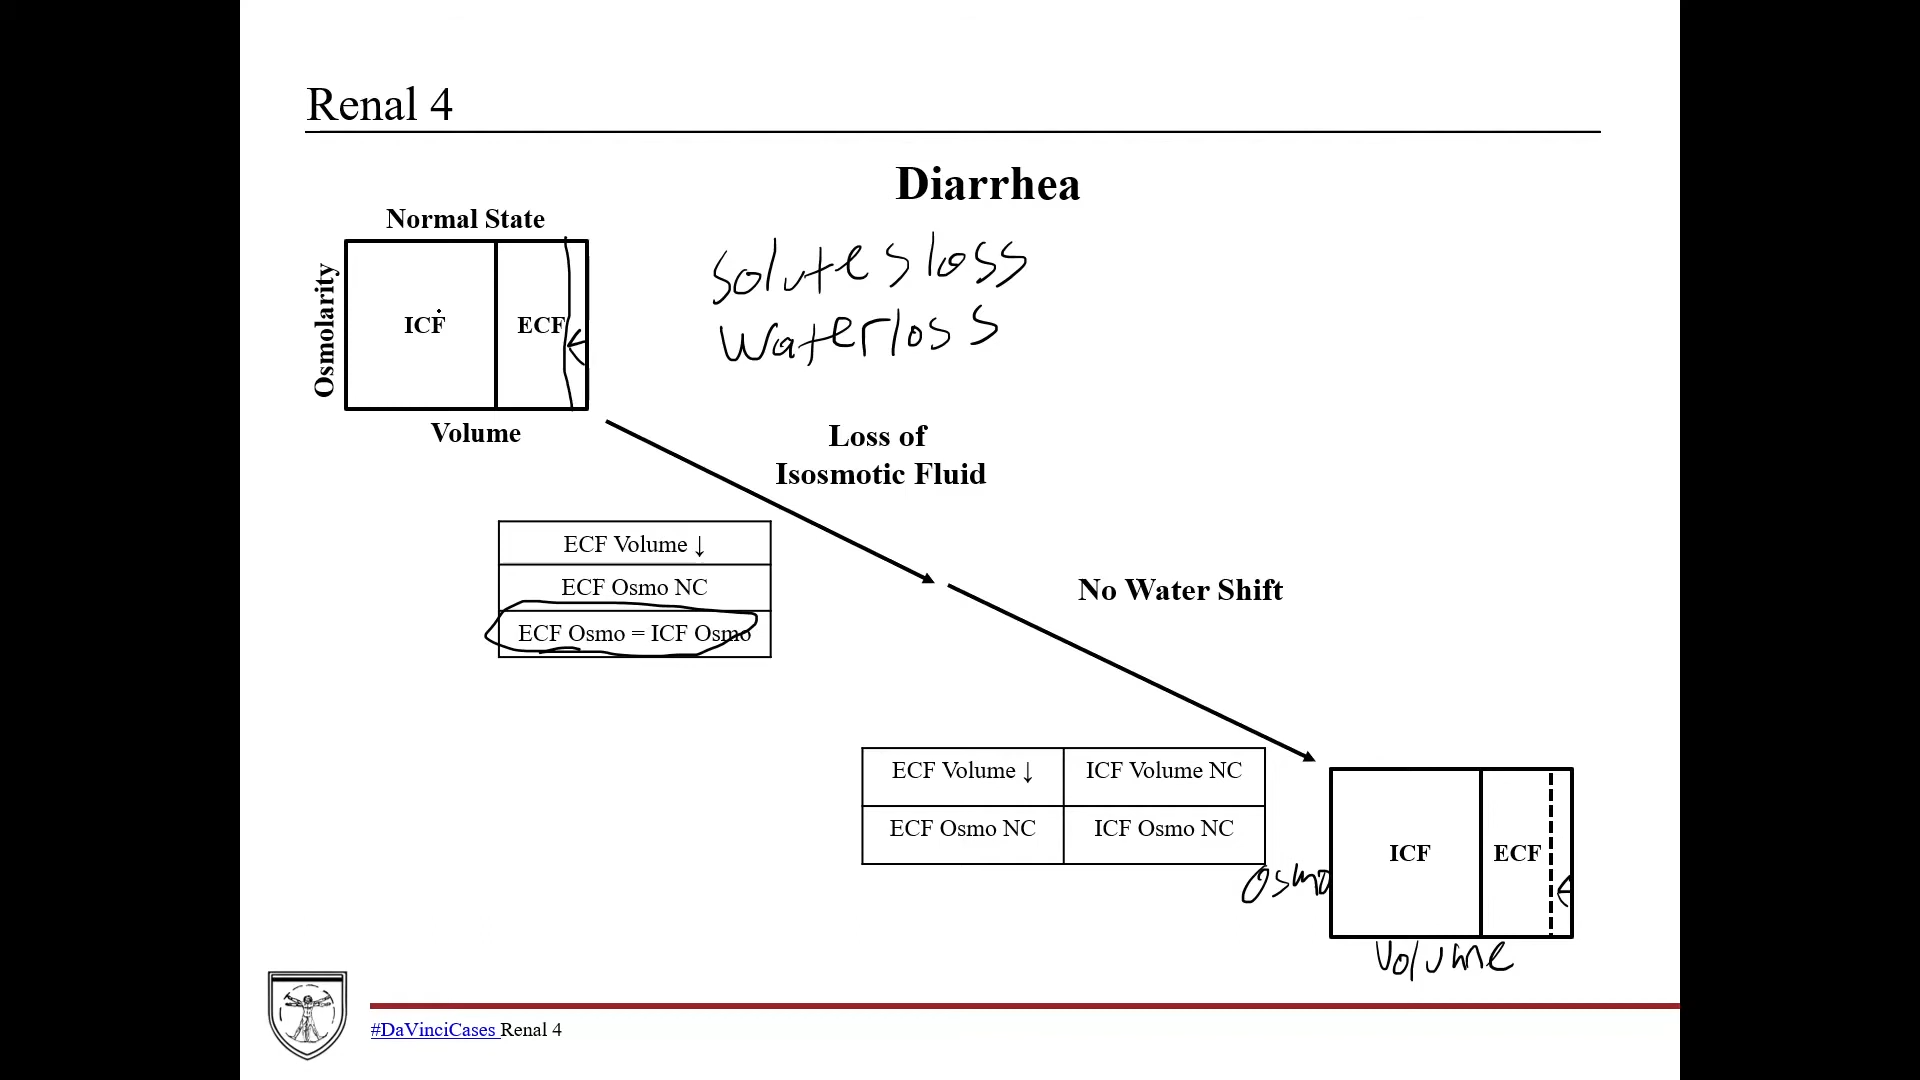 Renal 4
Diarrhea
Normal State
Osmolarity
ICF
ECF
Volume
solutes loss
water loss
Loss of
Isosmotic Fluid
ECF Volume ↓
ECF Osmo NC
ECF Osmo = ICF Osmo
No Water Shift
ECF Volume ↓ ICF Volume NC
ECF Osmo NC ICF Osmo NC
osmo
ICF
ECF
Volume
#DaVinciCases Renal 4